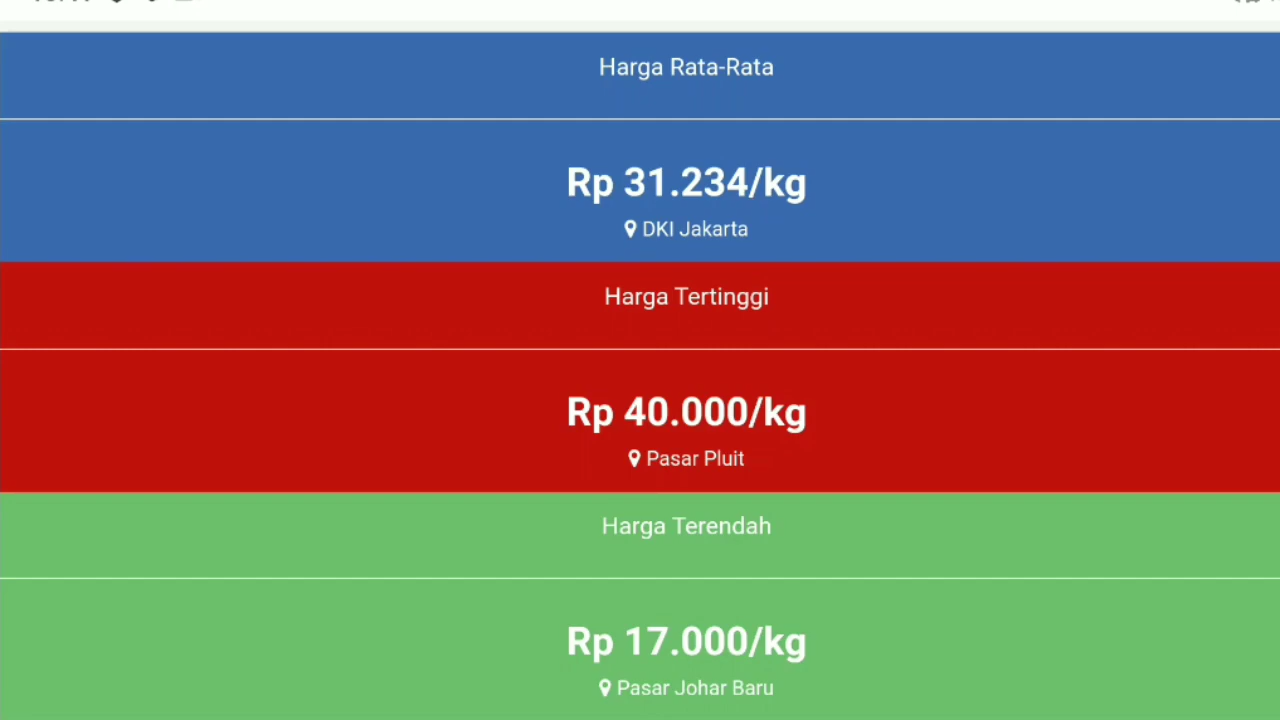 Harga Rata-Rata
Rp 31.234/kg
DKI Jakarta
Harga Tertinggi
Rp 40.000/kg
Pasar Pluit
Harga Terendah
Rp 17.000/kg
Pasar Johar Baru